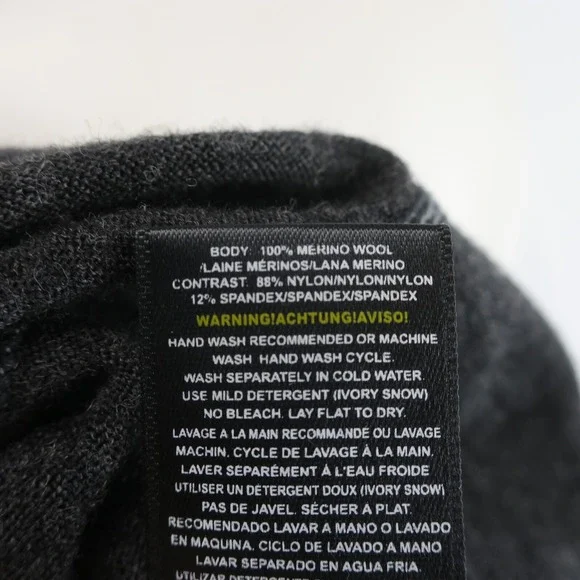 BODY: 100% MERINO WOOL
/LAINE MÉRINOS/LANA MERINO
CONTRAST: 88% NYLON/NYLON/NYLON
12% SPANDEX/SPANDEX/SPANDEX
WARNING!ACHTUNG!AVISO!
HAND WASH RECOMMENDED OR MACHINE
WASH HAND WASH CYCLE.
WASH SEPARATELY IN COLD WATER.
USE MILD DETERGENT (IVORY SNOW)
NO BLEACH. LAY FLAT TO DRY.
LAVAGE A LA MAIN RECOMMANDE OU LAVAGE
MACHIN. CYCLE DE LAVAGE À LA MAIN.
LAVER SÉPARÉMENT À L'EAU FROIDE
UTILISER UN DÉTERGENT DOUX (IVORY SNOW)
PAS DE JAVEL. SÉCHER A PLAT.
RECOMENDADO LAVAR A MANO O LAVADO
EN MAQUINA. CICLO DE LAVADO A MANO
LAVAR SEPARADO EN AGUA FRIA.
UTILIZAR DETERGENTE